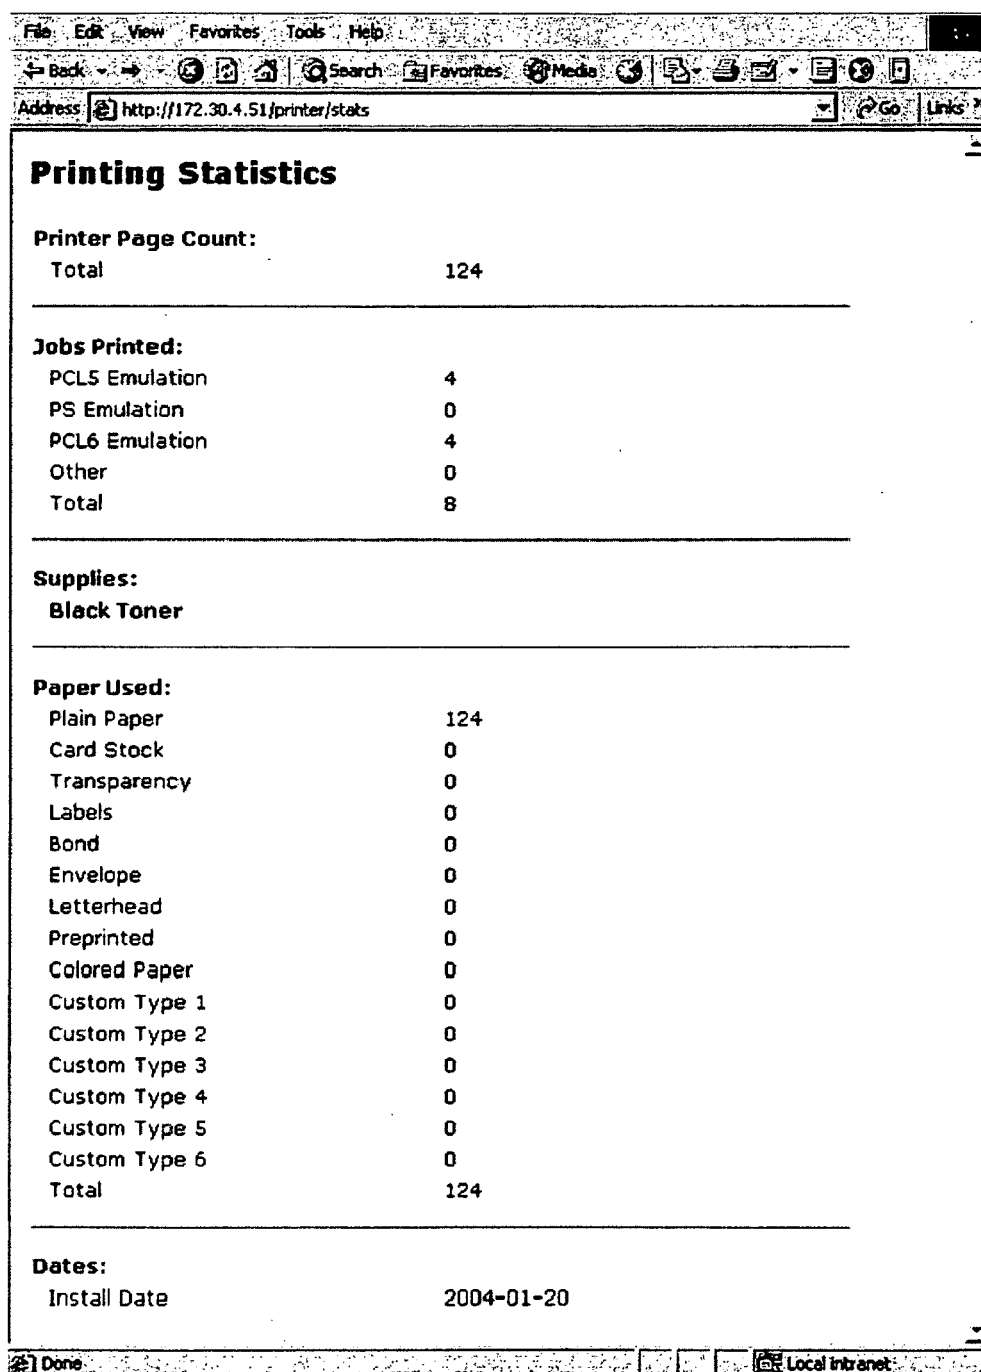 File Edit View Favorites Tools Help
Back Search Favorites Media
Address http://172.30.4.51/printer/stats Go Links
Printing Statistics
Printer Page Count:
Total 124
Jobs Printed:
PCL5 Emulation 4
PS Emulation 0
PCL6 Emulation 4
Other 0
Total 8
Supplies:
Black Toner
Paper Used:
Plain Paper 124
Card Stock 0
Transparency 0
Labels 0
Bond 0
Envelope 0
Letterhead 0
Preprinted 0
Colored Paper 0
Custom Type 1 0
Custom Type 2 0
Custom Type 3 0
Custom Type 4 0
Custom Type 5 0
Custom Type 6 0
Total 124
Dates:
Install Date 2004-01-20
Done Local intranet